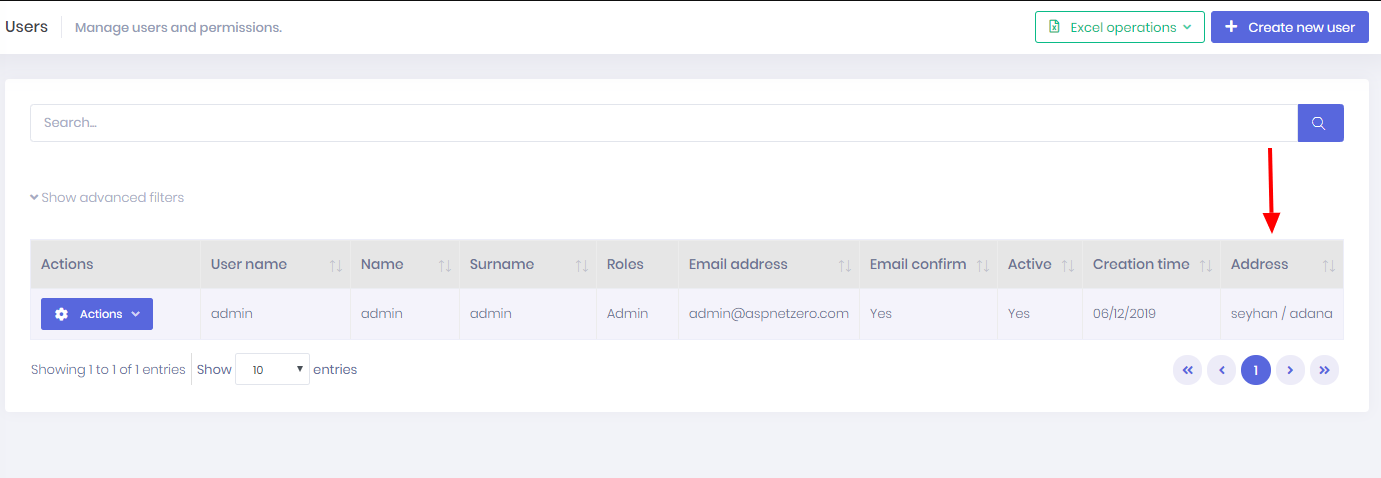 Users Manage users and permissions. Excel operations Create new user
Search...
Show advanced filters
Actions User name Name Surname Roles Email address Email confirm Active Creation time Address
Actions admin admin admin Admin admin@aspnetzero.com Yes Yes 06/12/2019 seyhan / adana
Showing 1 to 1 of 1 entries Show 10 entries « ‹ 1 › »